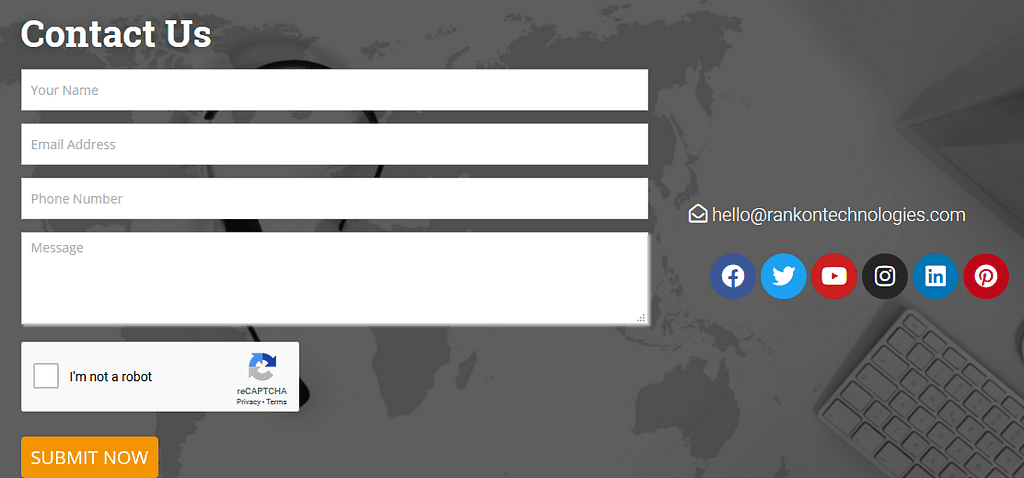 Contact Us
Your Name
Email Address
Phone Number
Message
hello@rankontechnologies.com
I'm not a robot
reCAPTCHA
Privacy • Terms
SUBMIT NOW